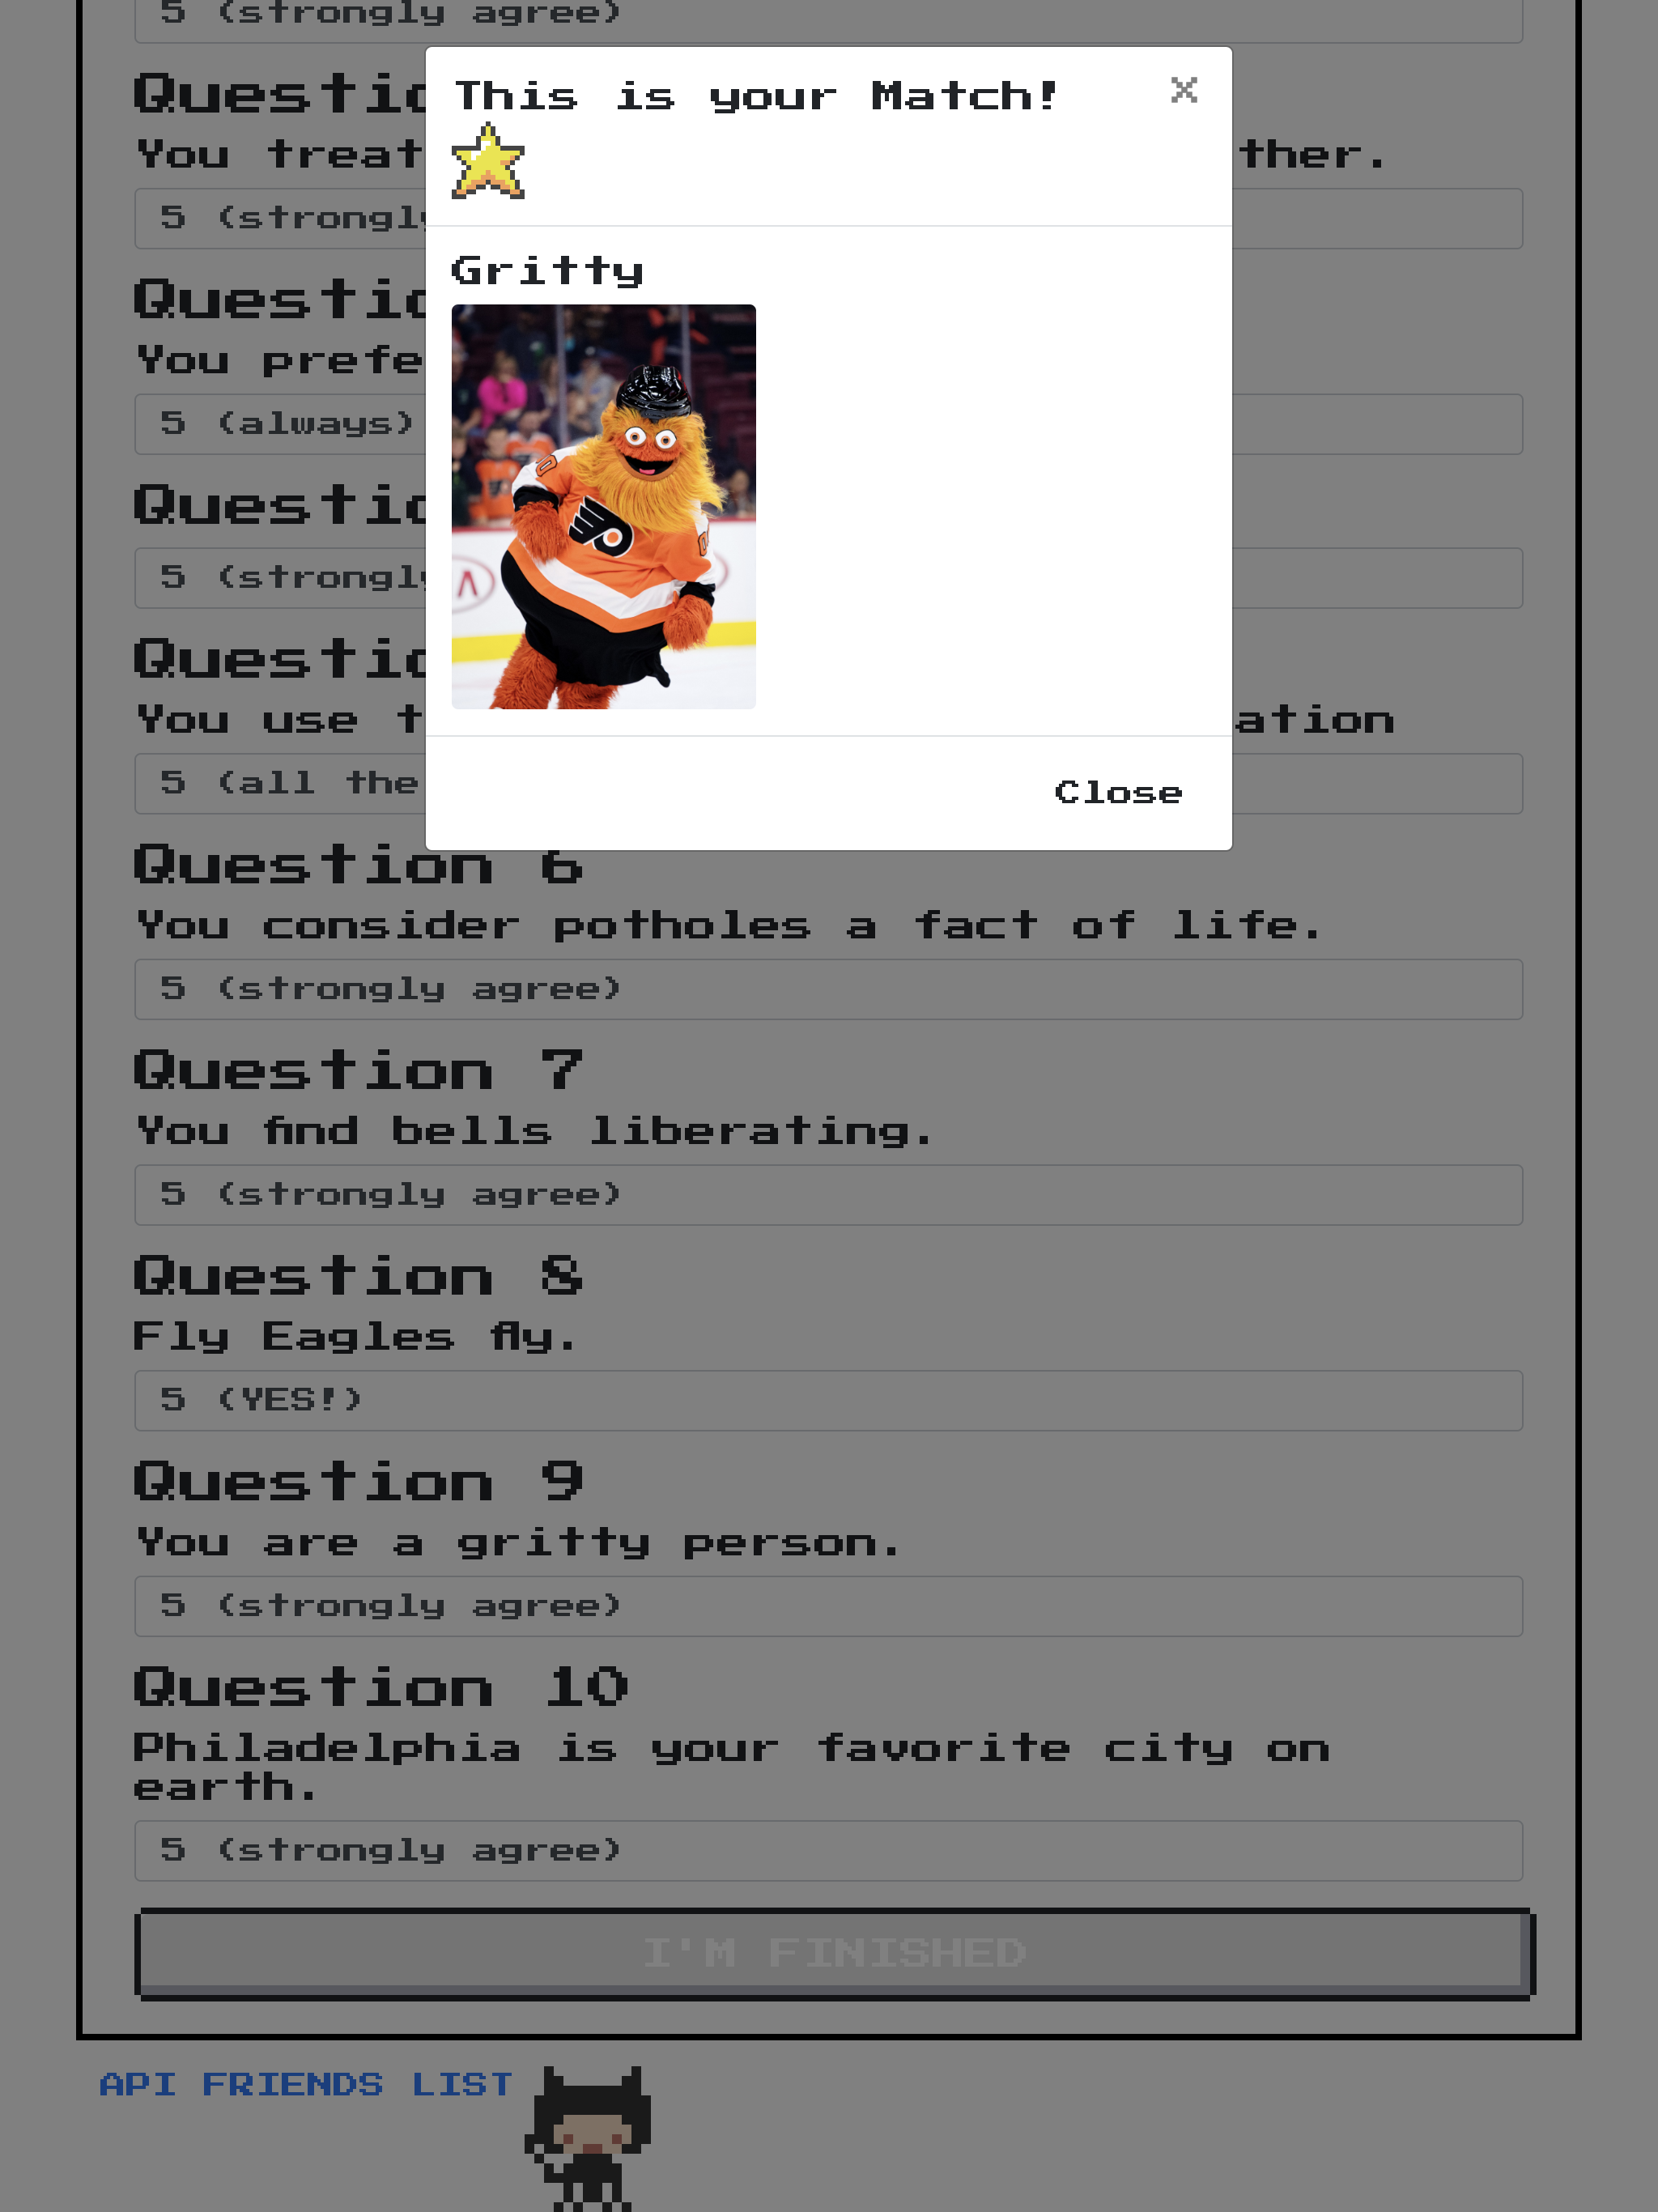 5 (strongly agree)
This is your Match!
x
You treat
ther.
5 (strongly
Gritty
You prefe
5 (always)
5 (strongly
You use t
ation
5 (all the
Close
Question 6
You consider potholes a fact of life.
5 (strongly agree)
Question 7
You find bells liberating.
5 (strongly agree)
Question 8
Fly Eagles fly.
5 (YES!)
Question 9
You are a gritty person.
5 (strongly agree)
Question 10
Philadelphia is your favorite city on
earth.
5 (strongly agree)
I'M FINISHED
API FRIENDS LIST